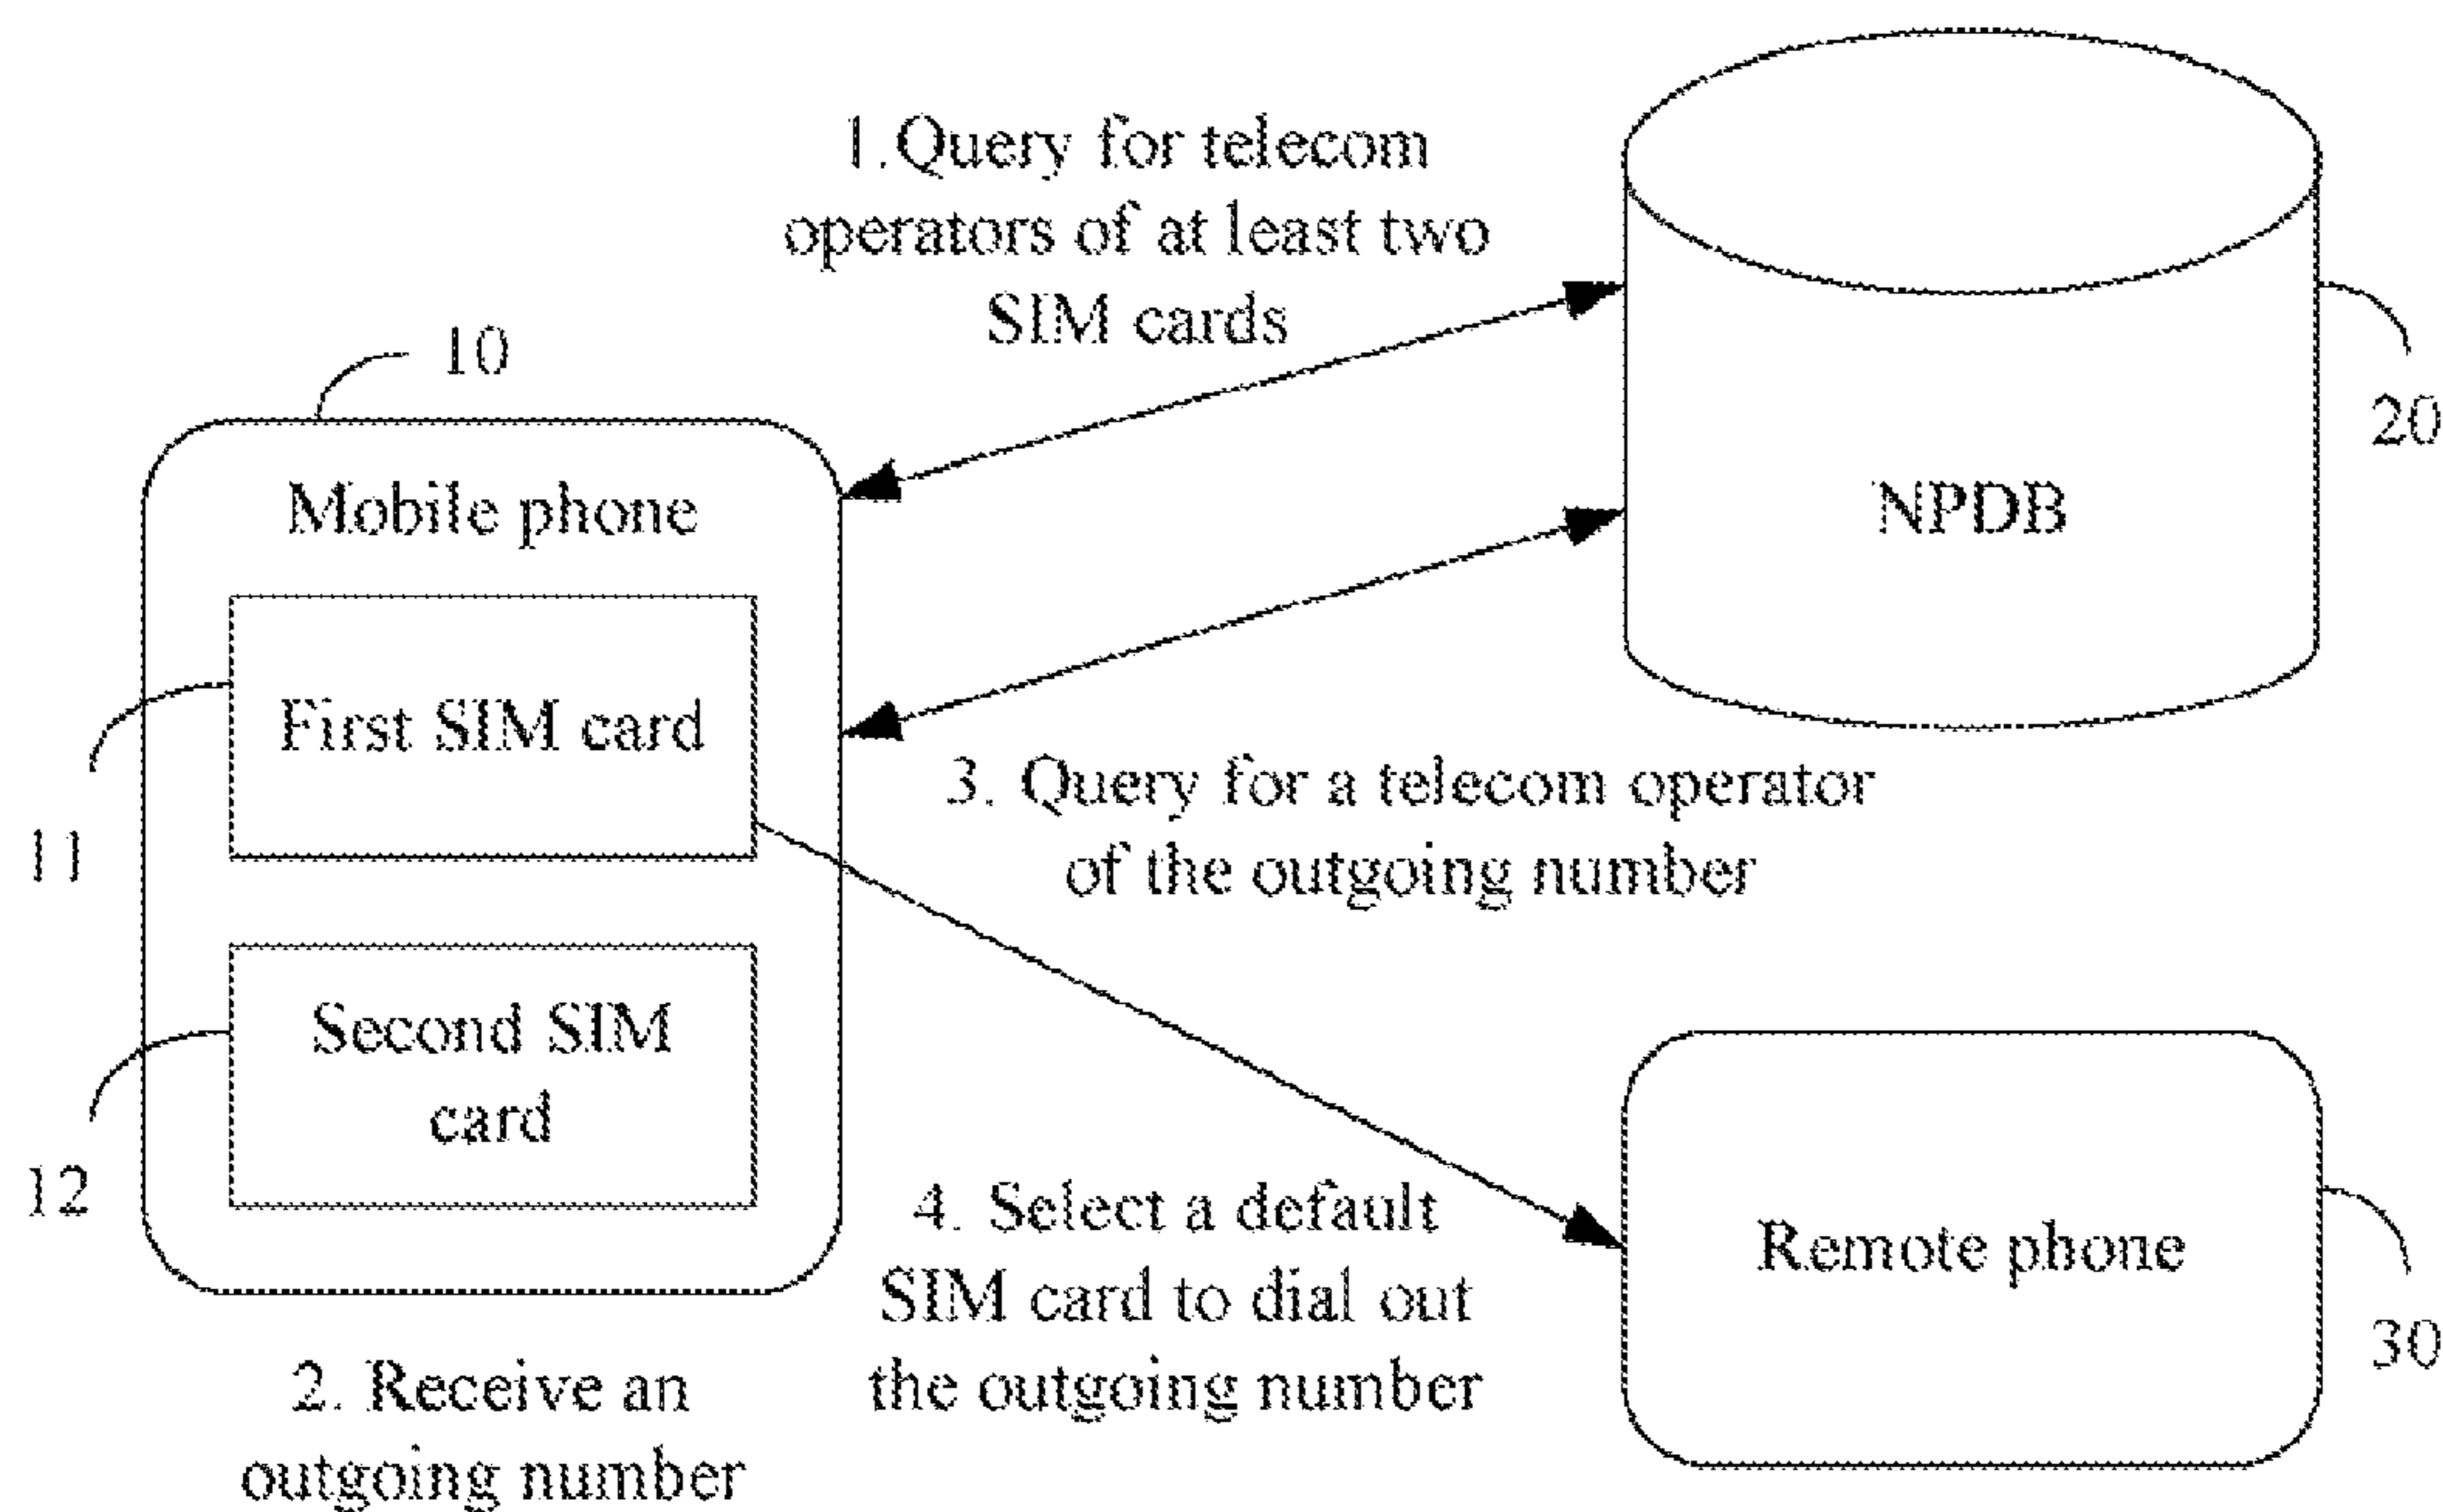 1.Query for telecom
operators of at least two
SIM cards
10
20
Mobile phone
NPDB
First SIM card
11
3. Query for a telecom operator
of the outgoing number
Second SIM
card
12
4. Select a default
SIM card to dial out
the outgoing number
Remote phone
30
2. Receive an
outgoing number